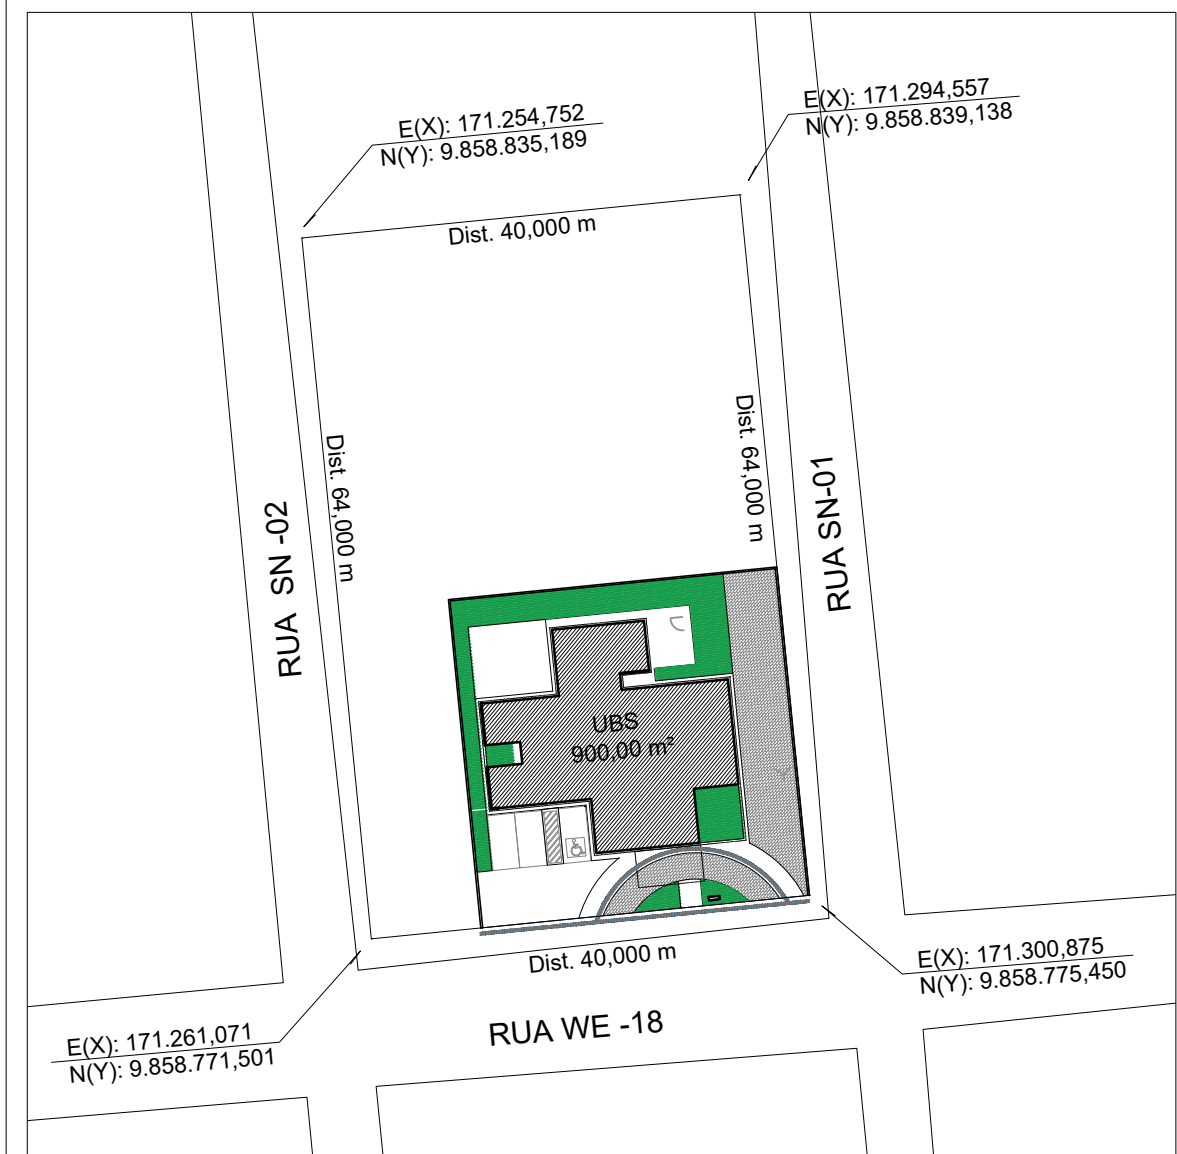 E(X): 171.254,752
N(Y): 9.858.835,189
E(X): 171.294,557
N(Y): 9.858.839,138
Dist. 40,000 m
Dist. 64,000 m
Dist. 64,000 m
RUA SN -02
RUA SN-01
UBS
900,00 m²
Dist. 40,000 m
E(X): 171.300,875
N(Y): 9.858.775,450
RUA WE -18
E(X): 171.261,071
N(Y): 9.858.771,501